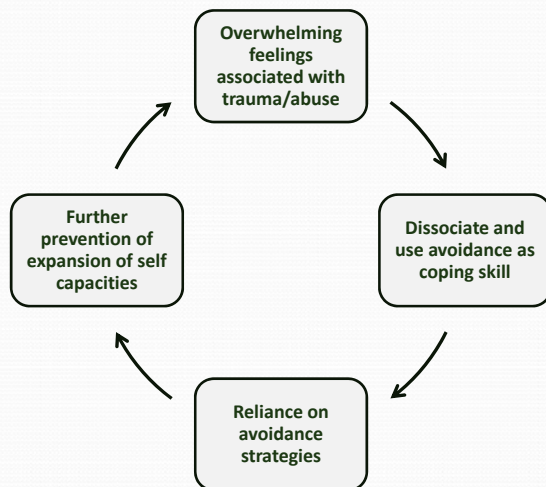 Overwhelming
feelings
associated with
trauma/abuse
Dissociate and
use avoidance as
coping skill
Reliance on
avoidance
strategies
Further
prevention of
expansion of self
capacities